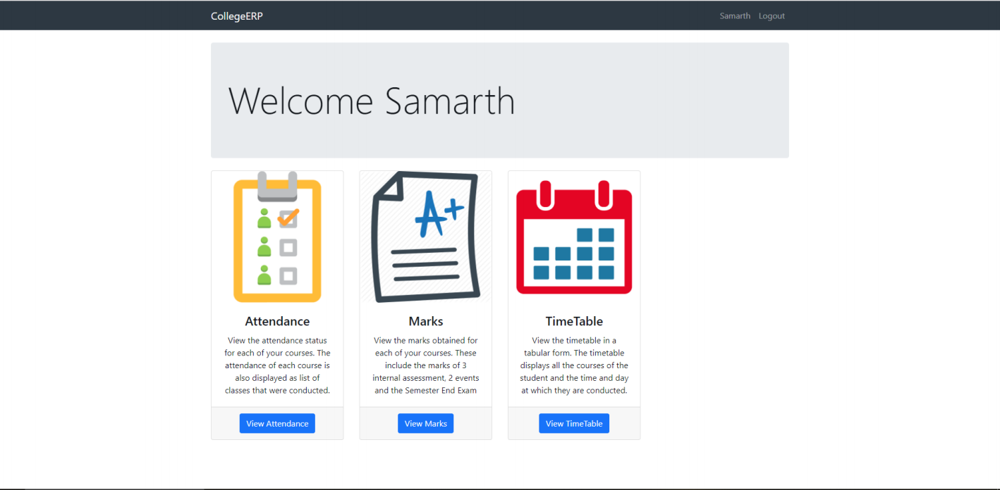 CollegeERP
Samarth Logout
Welcome Samarth
A+
Attendance
View the attendance status
for each of your courses. The
attendance of each course is
also displayed as list of
classes that were conducted.
View Attendance
Marks
View the marks obtained for
each of your courses. These
include the marks of 3
internal assessment, 2 events
and the Semester End Exam
View Marks
TimeTable
View the timetable in a
tabular form. The timetable
displays all the courses of the
student and the time and day
at which they are conducted.
View TimeTable